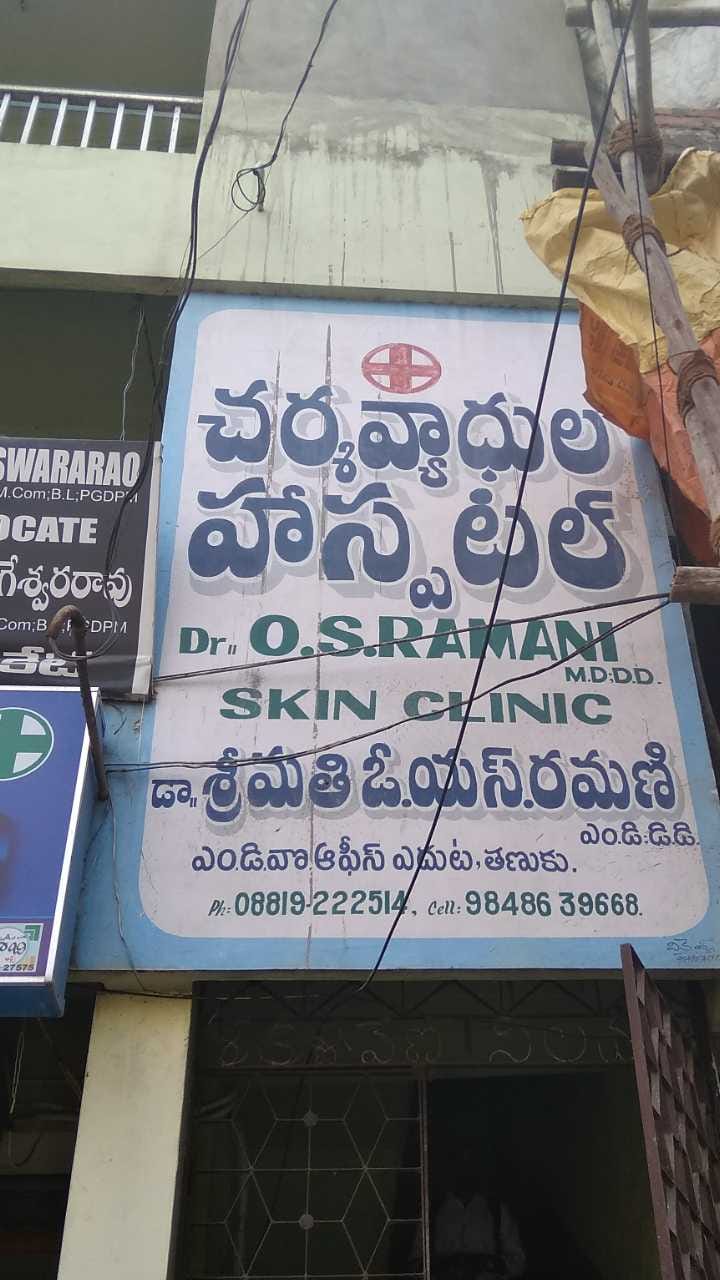 చర్మవ్యాధుల
హాస్పటల్
Dr.. O.S.RAMANI
M.D;D.D.
SKIN CLINIC
డా.. శ్రీమతి ఓ.యస్.రమణి
ఎం.డి;డి.డి.
ఎం.డి.వొ ఆఫీస్ ఎదుట, తణుకు.
Ph:- 08819-222514, Cell:- 98486 39668.
SWARARAO
M.Com;B.L;PGDPM
OCATE
గేశ్వరరావు
27575